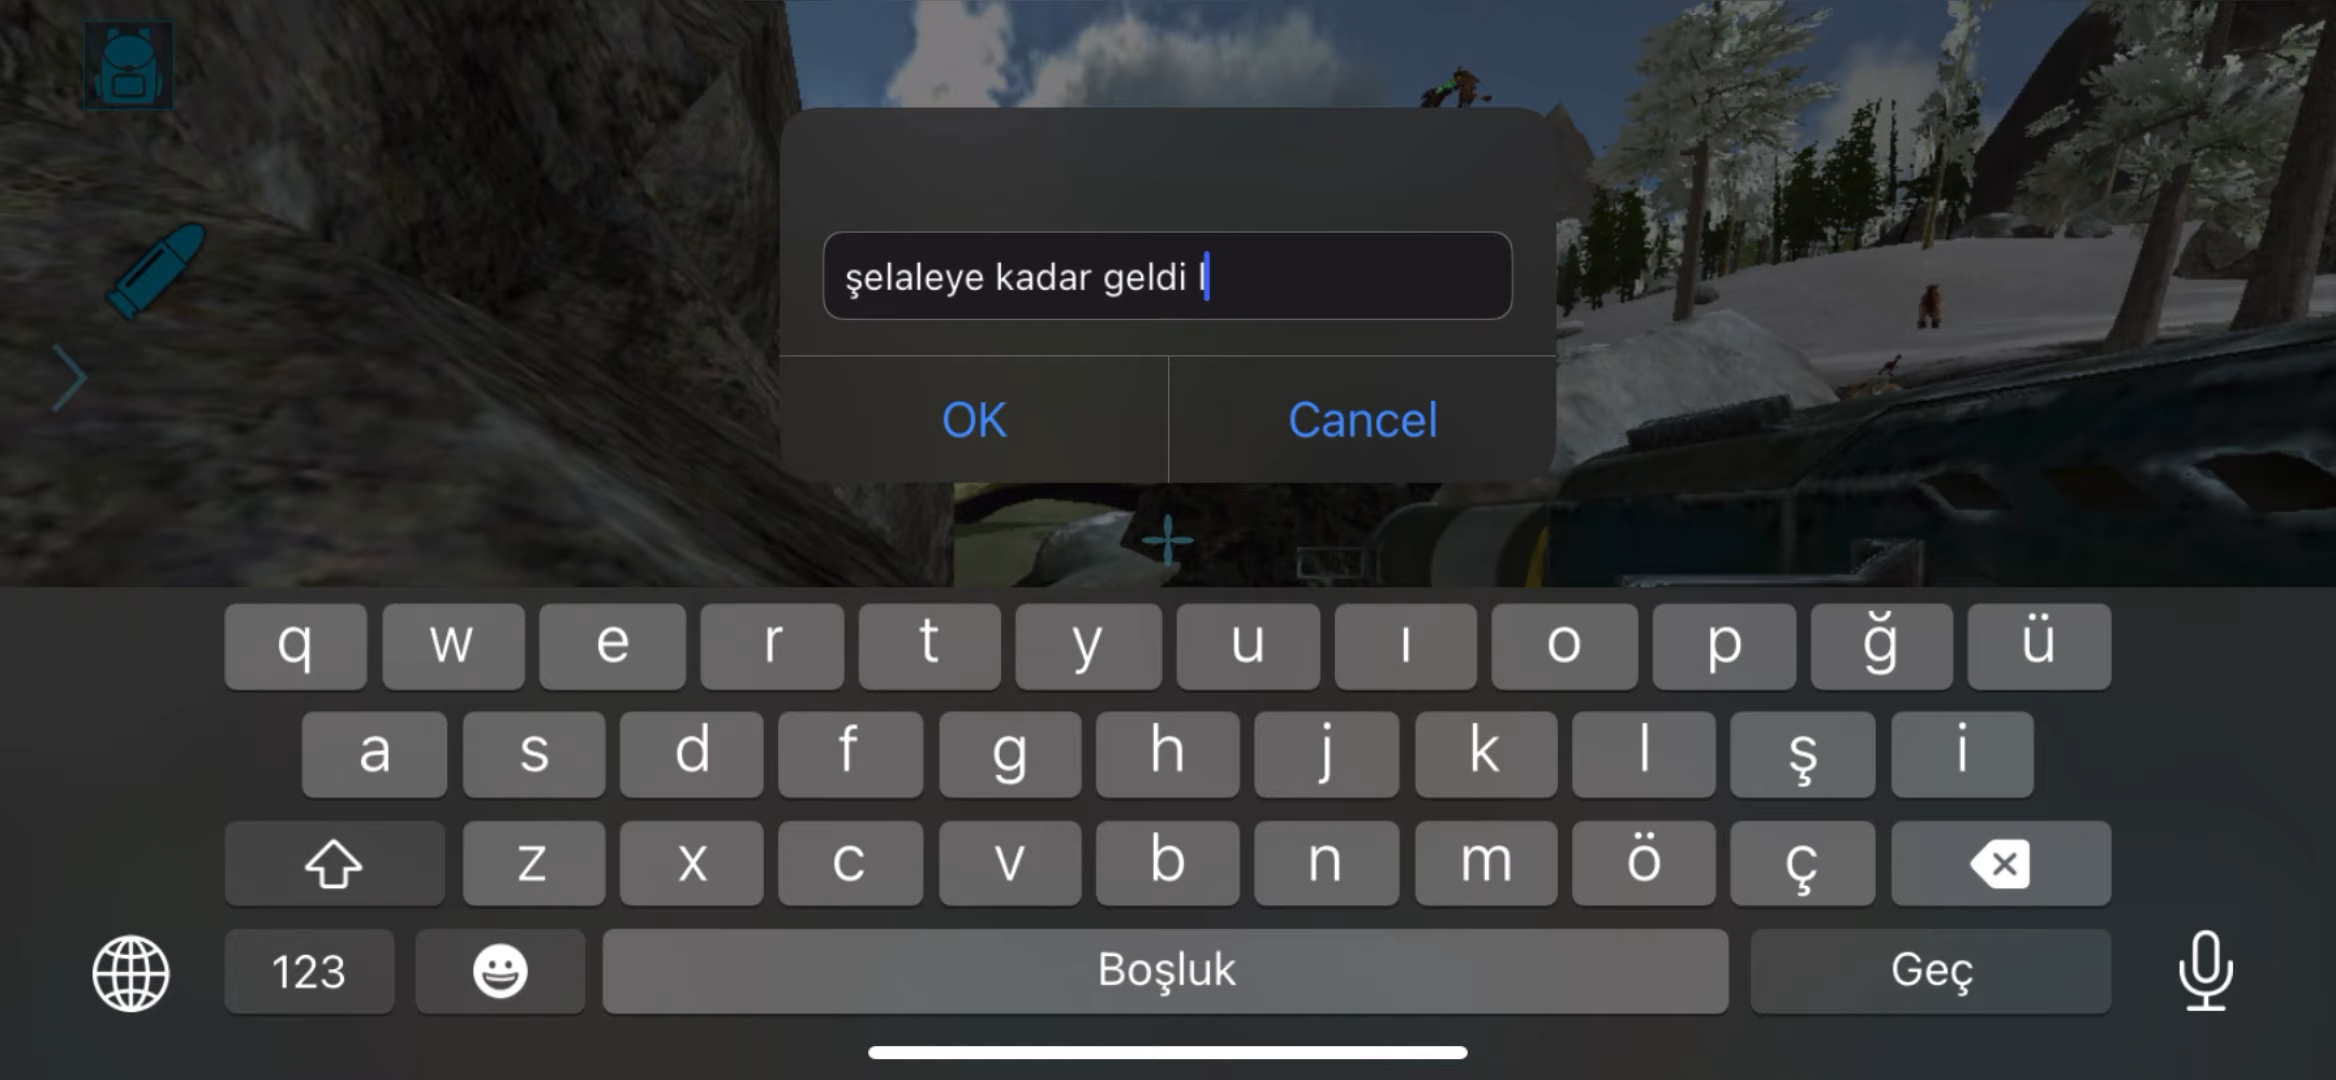 şelaleye kadar geldi l
OK
Cancel
q w e r t y u ı o p ğ ü
a s d f g h j k l ş i
z x c v b n m ö ç
123
Boşluk
Geç